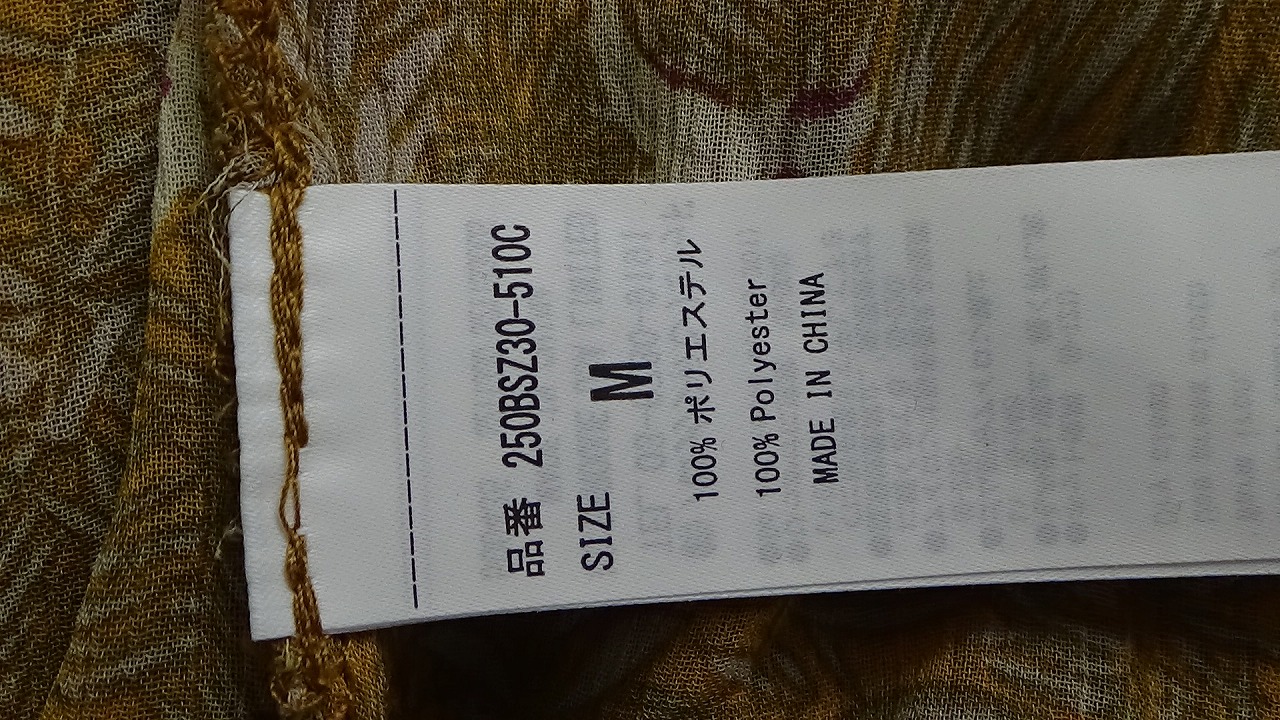 品番 250BSZ30-510C
SIZE M
100% ポリエステル
100% Polyester
MADE IN CHINA